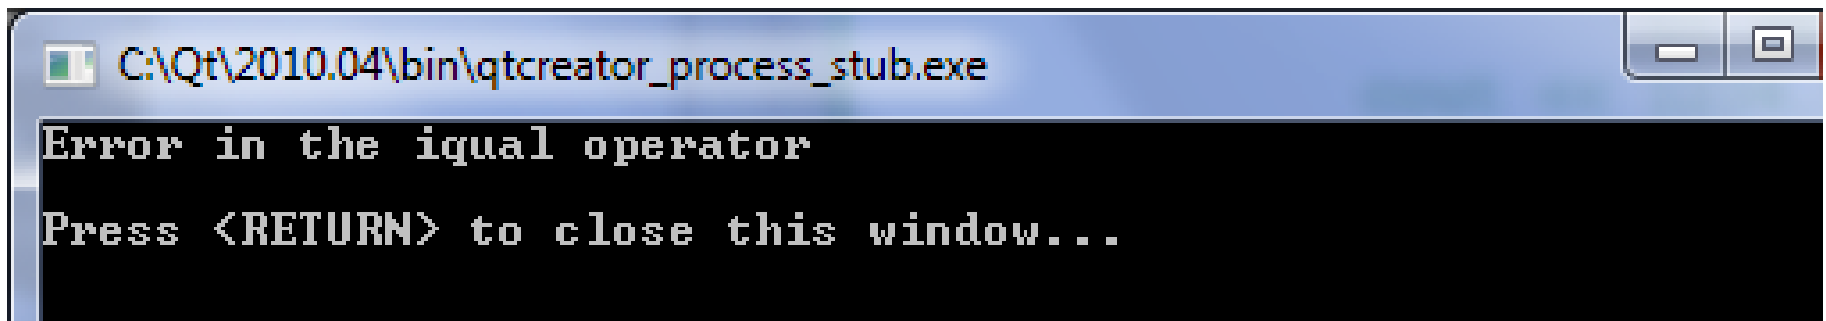 C:\Qt\2010.04\bin\qtcreator_process_stub.exe
Error in the iqual operator
Press <RETURN> to close this window...